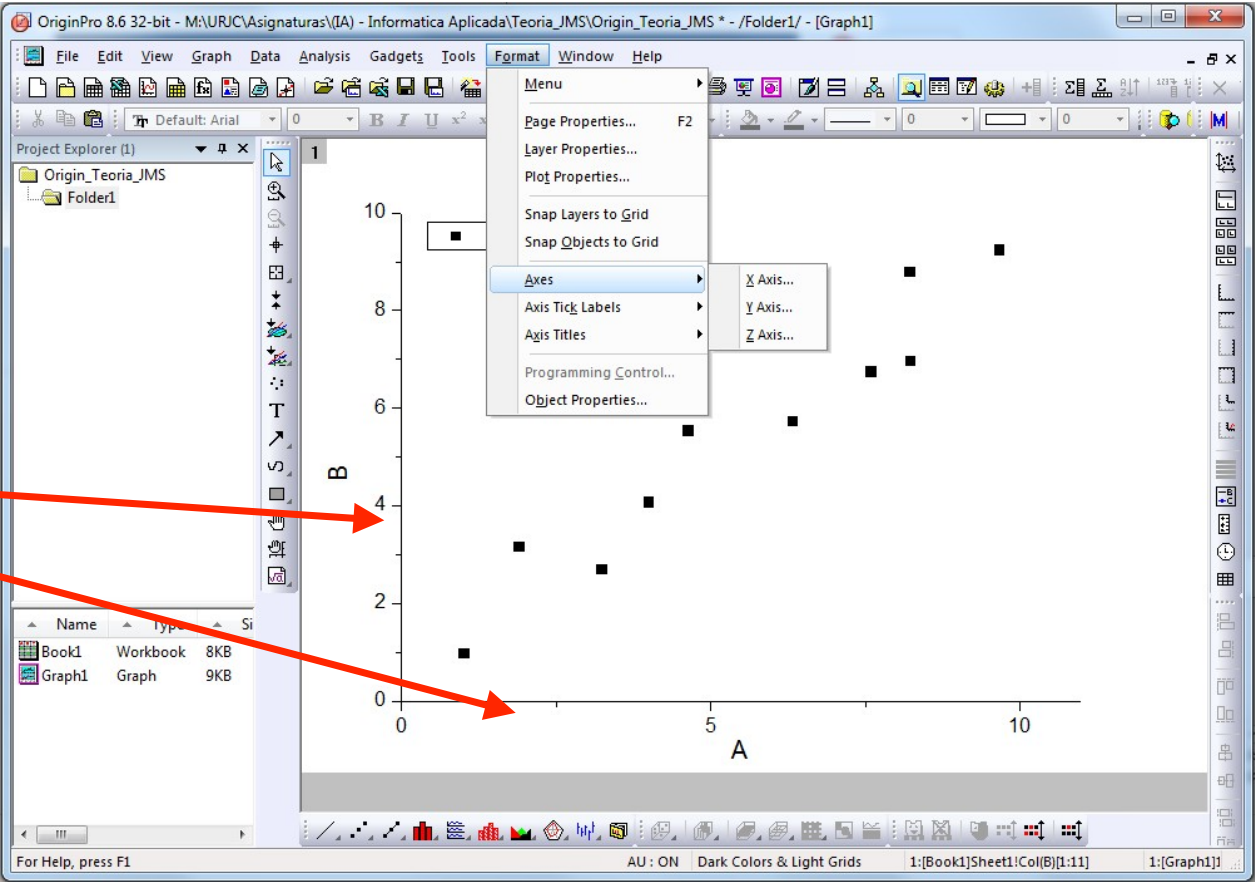 OriginPro 8.6 32-bit - M:\URJC\Asignaturas\(IA) - Informatica Aplicada\Teoria_JMS\Origin_Teoria_JMS * - /Folder1/ - [Graph1]
File Edit View Graph Data Analysis Gadgets Tools Format Window Help
Default: Arial 0 B I U x² 0 0 M
Project Explorer (1)
Origin_Teoria_JMS
Folder1
Name Type Si
Book1 Workbook 8KB
Graph1 Graph 9KB
T
1
Menu
Page Properties... F2
Layer Properties...
Plot Properties...
Snap Layers to Grid
Snap Objects to Grid
Axes
Axis Tick Labels
Axis Titles
Programming Control...
Object Properties...
X Axis...
Y Axis...
Z Axis...
10
8
6
4
2
0
B
0 5 10
A
For Help, press F1 AU : ON Dark Colors & Light Grids 1:[Book1]Sheet1!Col(B)[1:11] 1:[Graph1]1